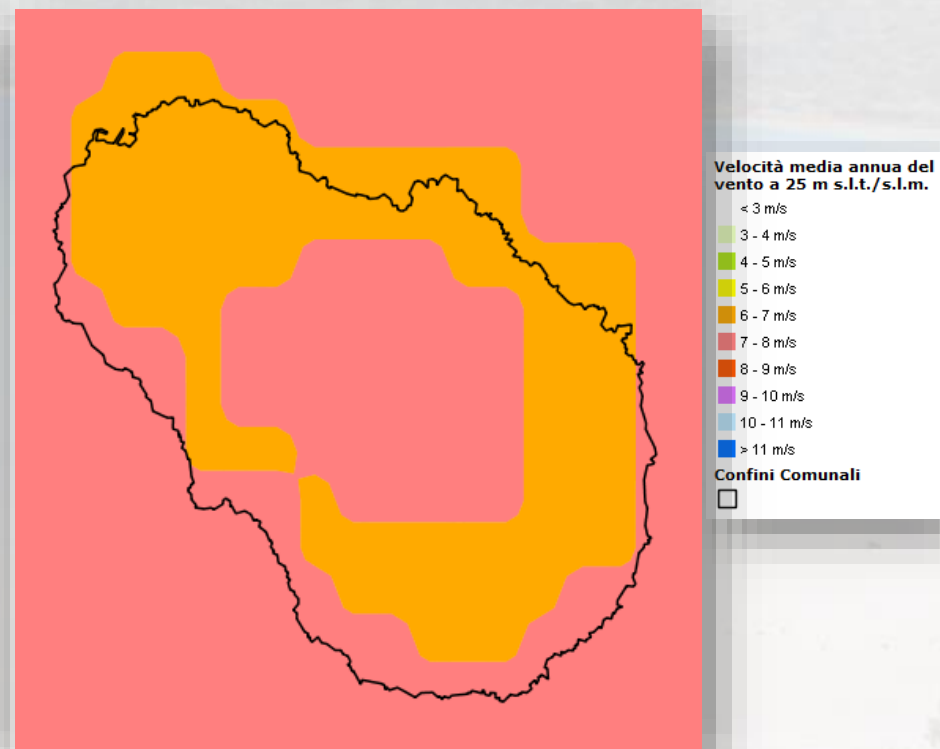 Velocità media annua del
vento a 25 m s.l.t./s.l.m.
< 3 m/s
3 - 4 m/s
4 - 5 m/s
5 - 6 m/s
6 - 7 m/s
7 - 8 m/s
8 - 9 m/s
9 - 10 m/s
10 - 11 m/s
> 11 m/s
Confini Comunali